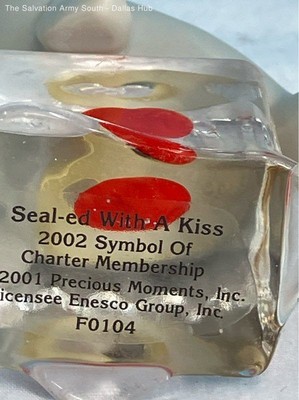 The Salvation Army South - Dallas Hub
Seal-ed With A Kiss
2002 Symbol Of
Charter Membership
2001 Precious Moments, Inc.
icensee Enesco Group, Inc.
F0104